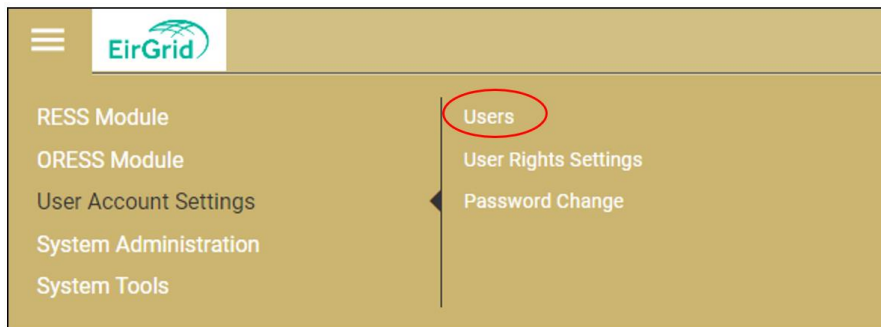 EirGrid
RESS Module
ORESS Module
User Account Settings
System Administration
System Tools
Users
User Rights Settings
Password Change